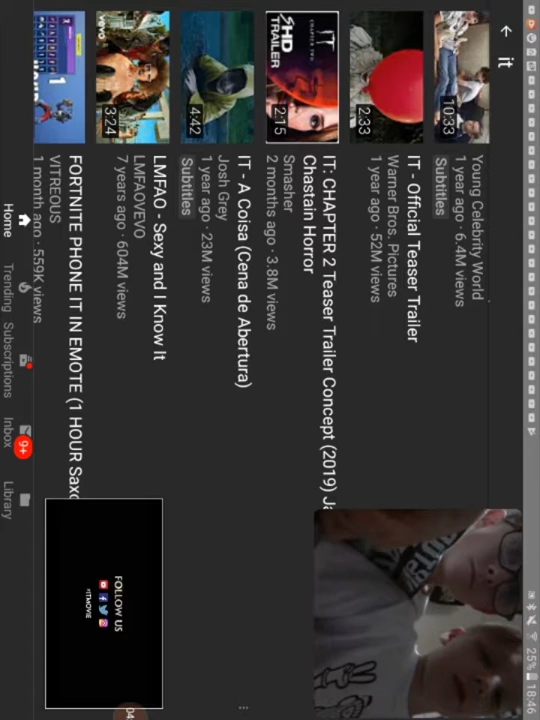 25% 18:46
it
10:33
Young Celebrity World
1 year ago · 6.4M views
Subtitles
2:33
IT - Official Teaser Trailer
Warner Bros. Pictures
1 year ago · 52M views
HD
TRAILER
IT
2:15
IT: CHAPTER 2 Teaser Trailer Concept (2019) Ja
Chastain Horror
Smasher
2 months ago · 3.8M views
4:42
IT - A Coisa (Cena de Abertura)
Josh Grey
1 year ago · 23M views
Subtitles
vevo
3:24
LMFAO - Sexy and I Know It
LMFAOVEVO
7 years ago · 604M views
1
FORTNITE PHONE IT IN EMOTE (1 HOUR Saxo
VITREOUS
1 month ago · 559K views
FOLLOW US
#ITMOVIE
04
Home
Trending
Subscriptions
Inbox
9+
Library